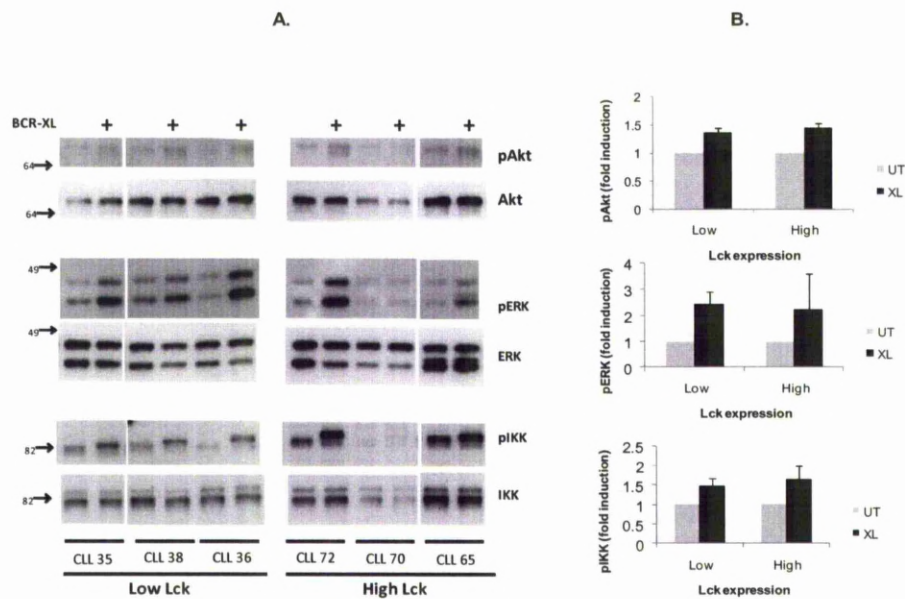 A.
BCR-XL + + + + + +
64 pAkt
64 Akt
49 pERK
49 ERK
82 pIKK
82 IKK
CLL 35 CLL 38 CLL 36 CLL 72 CLL 70 CLL 65
Low Lck High Lck
B.
pAkt (fold induction)
2
1.5
1
0.5
0
Low High
Lck expression
UT
XL
pERK (fold induction)
4
3
2
1
0
Low High
Lck expression
UT
XL
pIKK (fold induction)
2.5
2
1.5
1
0.5
0
Low High
Lck expression
UT
XL